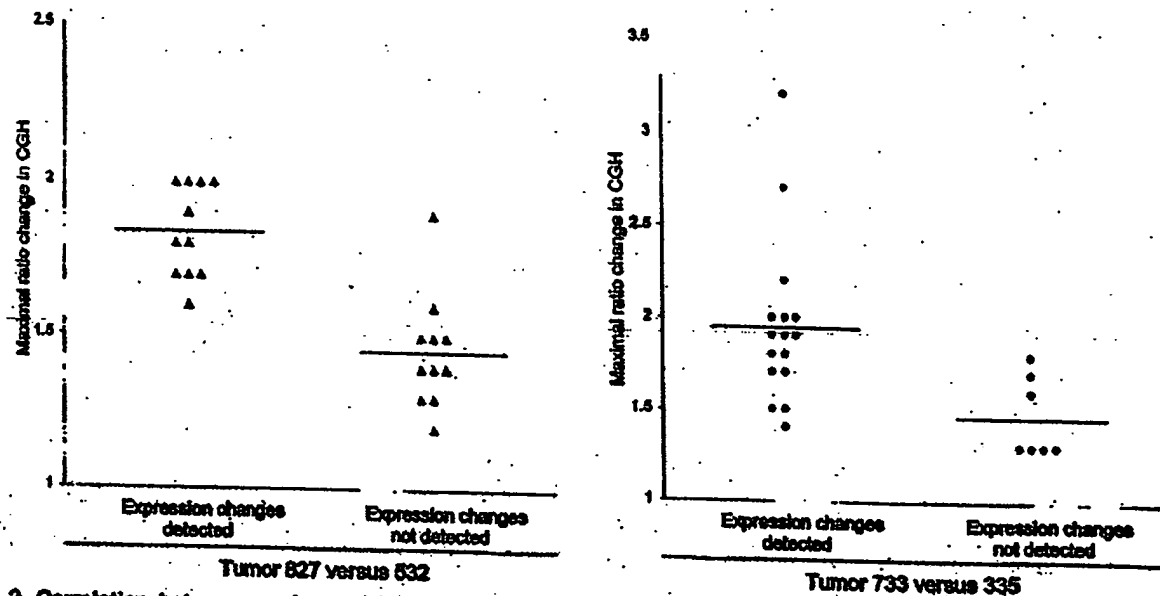 2.5
2
1.5
1
Maximal ratio change in CGH
Expression changes
detected
Expression changes
not detected
Tumor 827 versus 532
3.5
3
2.5
2
1.5
1
Maximal ratio change in CGH
Expression changes
detected
Expression changes
not detected
Tumor 733 versus 335